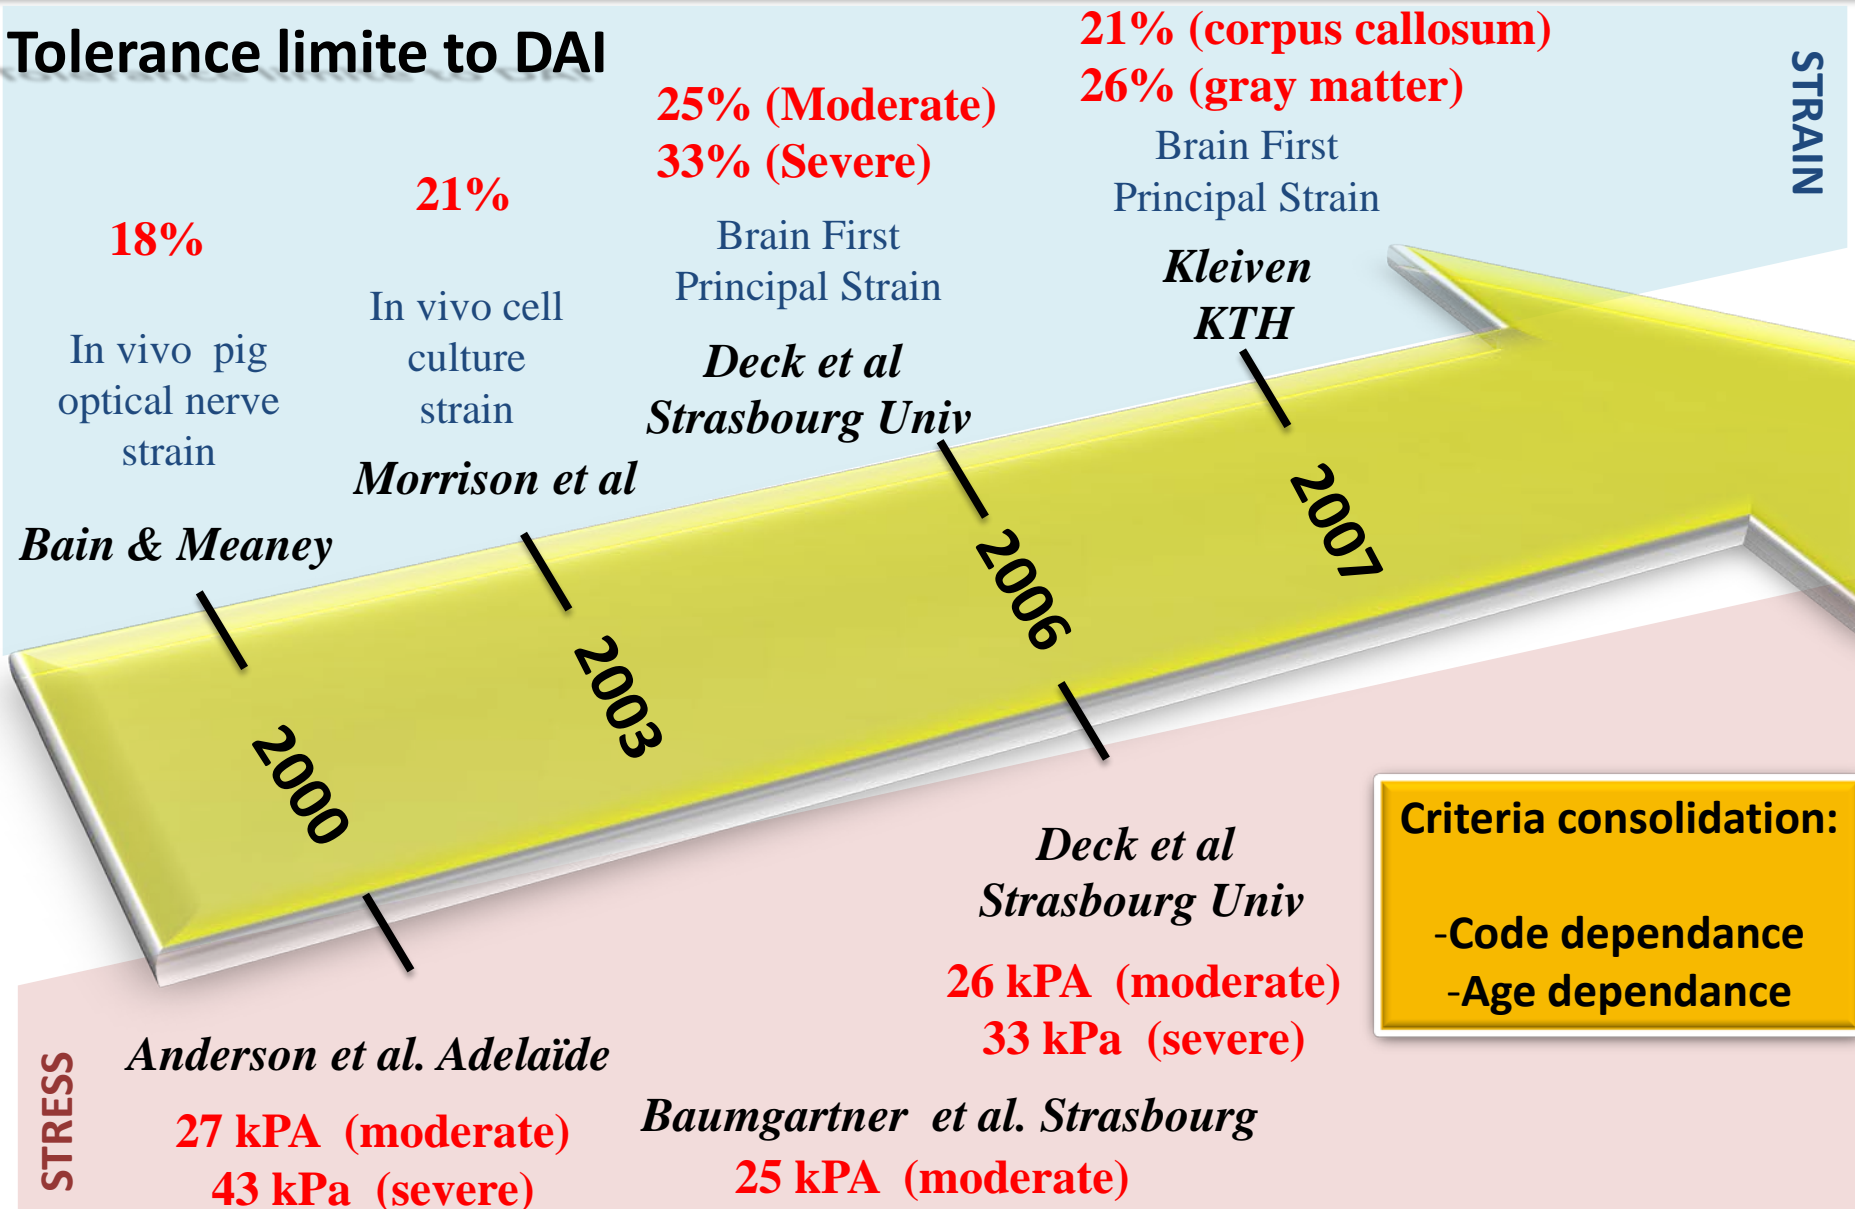 Tolerance limite to DAI
STRAIN
18%
In vivo  pig
optical nerve
strain
Bain & Meaney
21%
In vivo cell
culture
strain
Morrison et al
25% (Moderate)
33% (Severe)
Brain First
Principal Strain
Deck et al
Strasbourg Univ
21% (corpus callosum)
26% (gray matter)
Brain First
Principal Strain
Kleiven
KTH
2000
2003
2006
2007
STRESS
Anderson et al. Adelaïde
27 kPA  (moderate)
43 kPa  (severe)
Baumgartner  et al. Strasbourg
25 kPA  (moderate)
Deck et al
Strasbourg Univ
26 kPA  (moderate)
33 kPa  (severe)
Criteria consolidation:
-Code dependance
-Age dependance